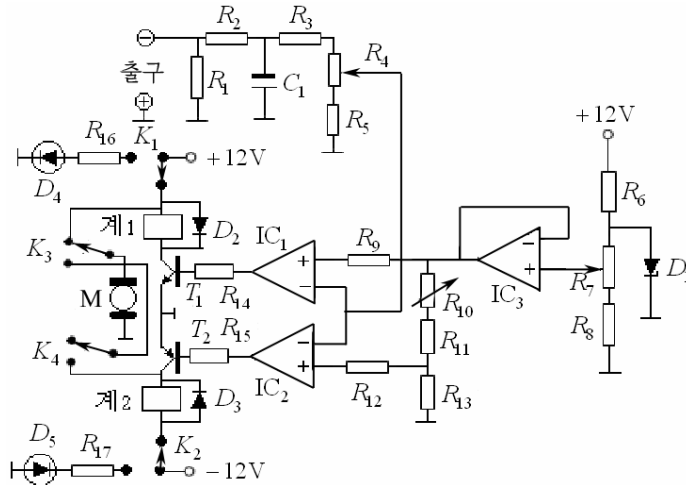 R2
R3
R4
출구
R1
C1
R5
+12V
R16
K1
+12V
R6
D4
계1
D2
IC1
R9
K3
R7
D
IC3
R10
M
T1
R14
R8
T2
R15
R11
K4
IC2
R12
R13
계2
D3
D5
R17
K2
−12V